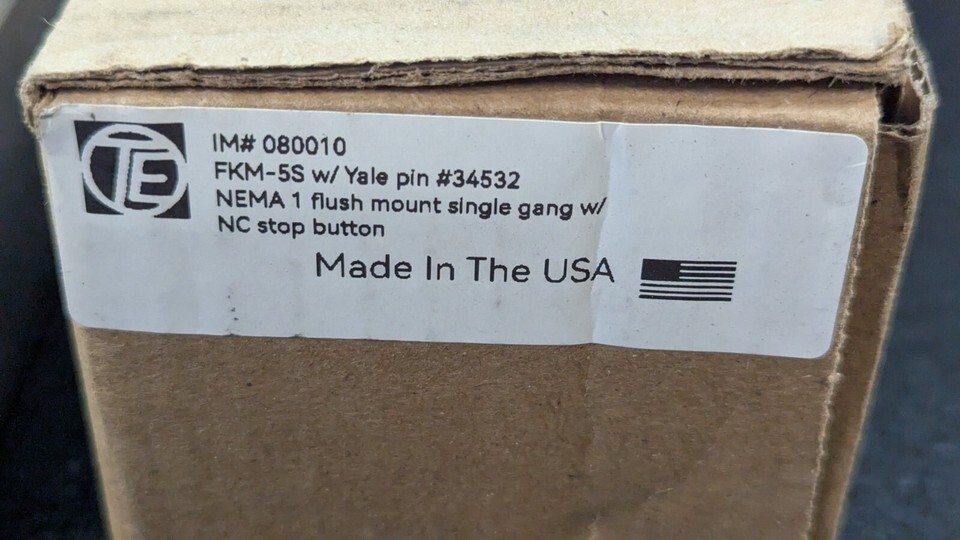 TE
IM# 080010
FKM-5S w/ Yale pin #34532
NEMA 1 flush mount single gang w/
NC stop button
Made In The USA